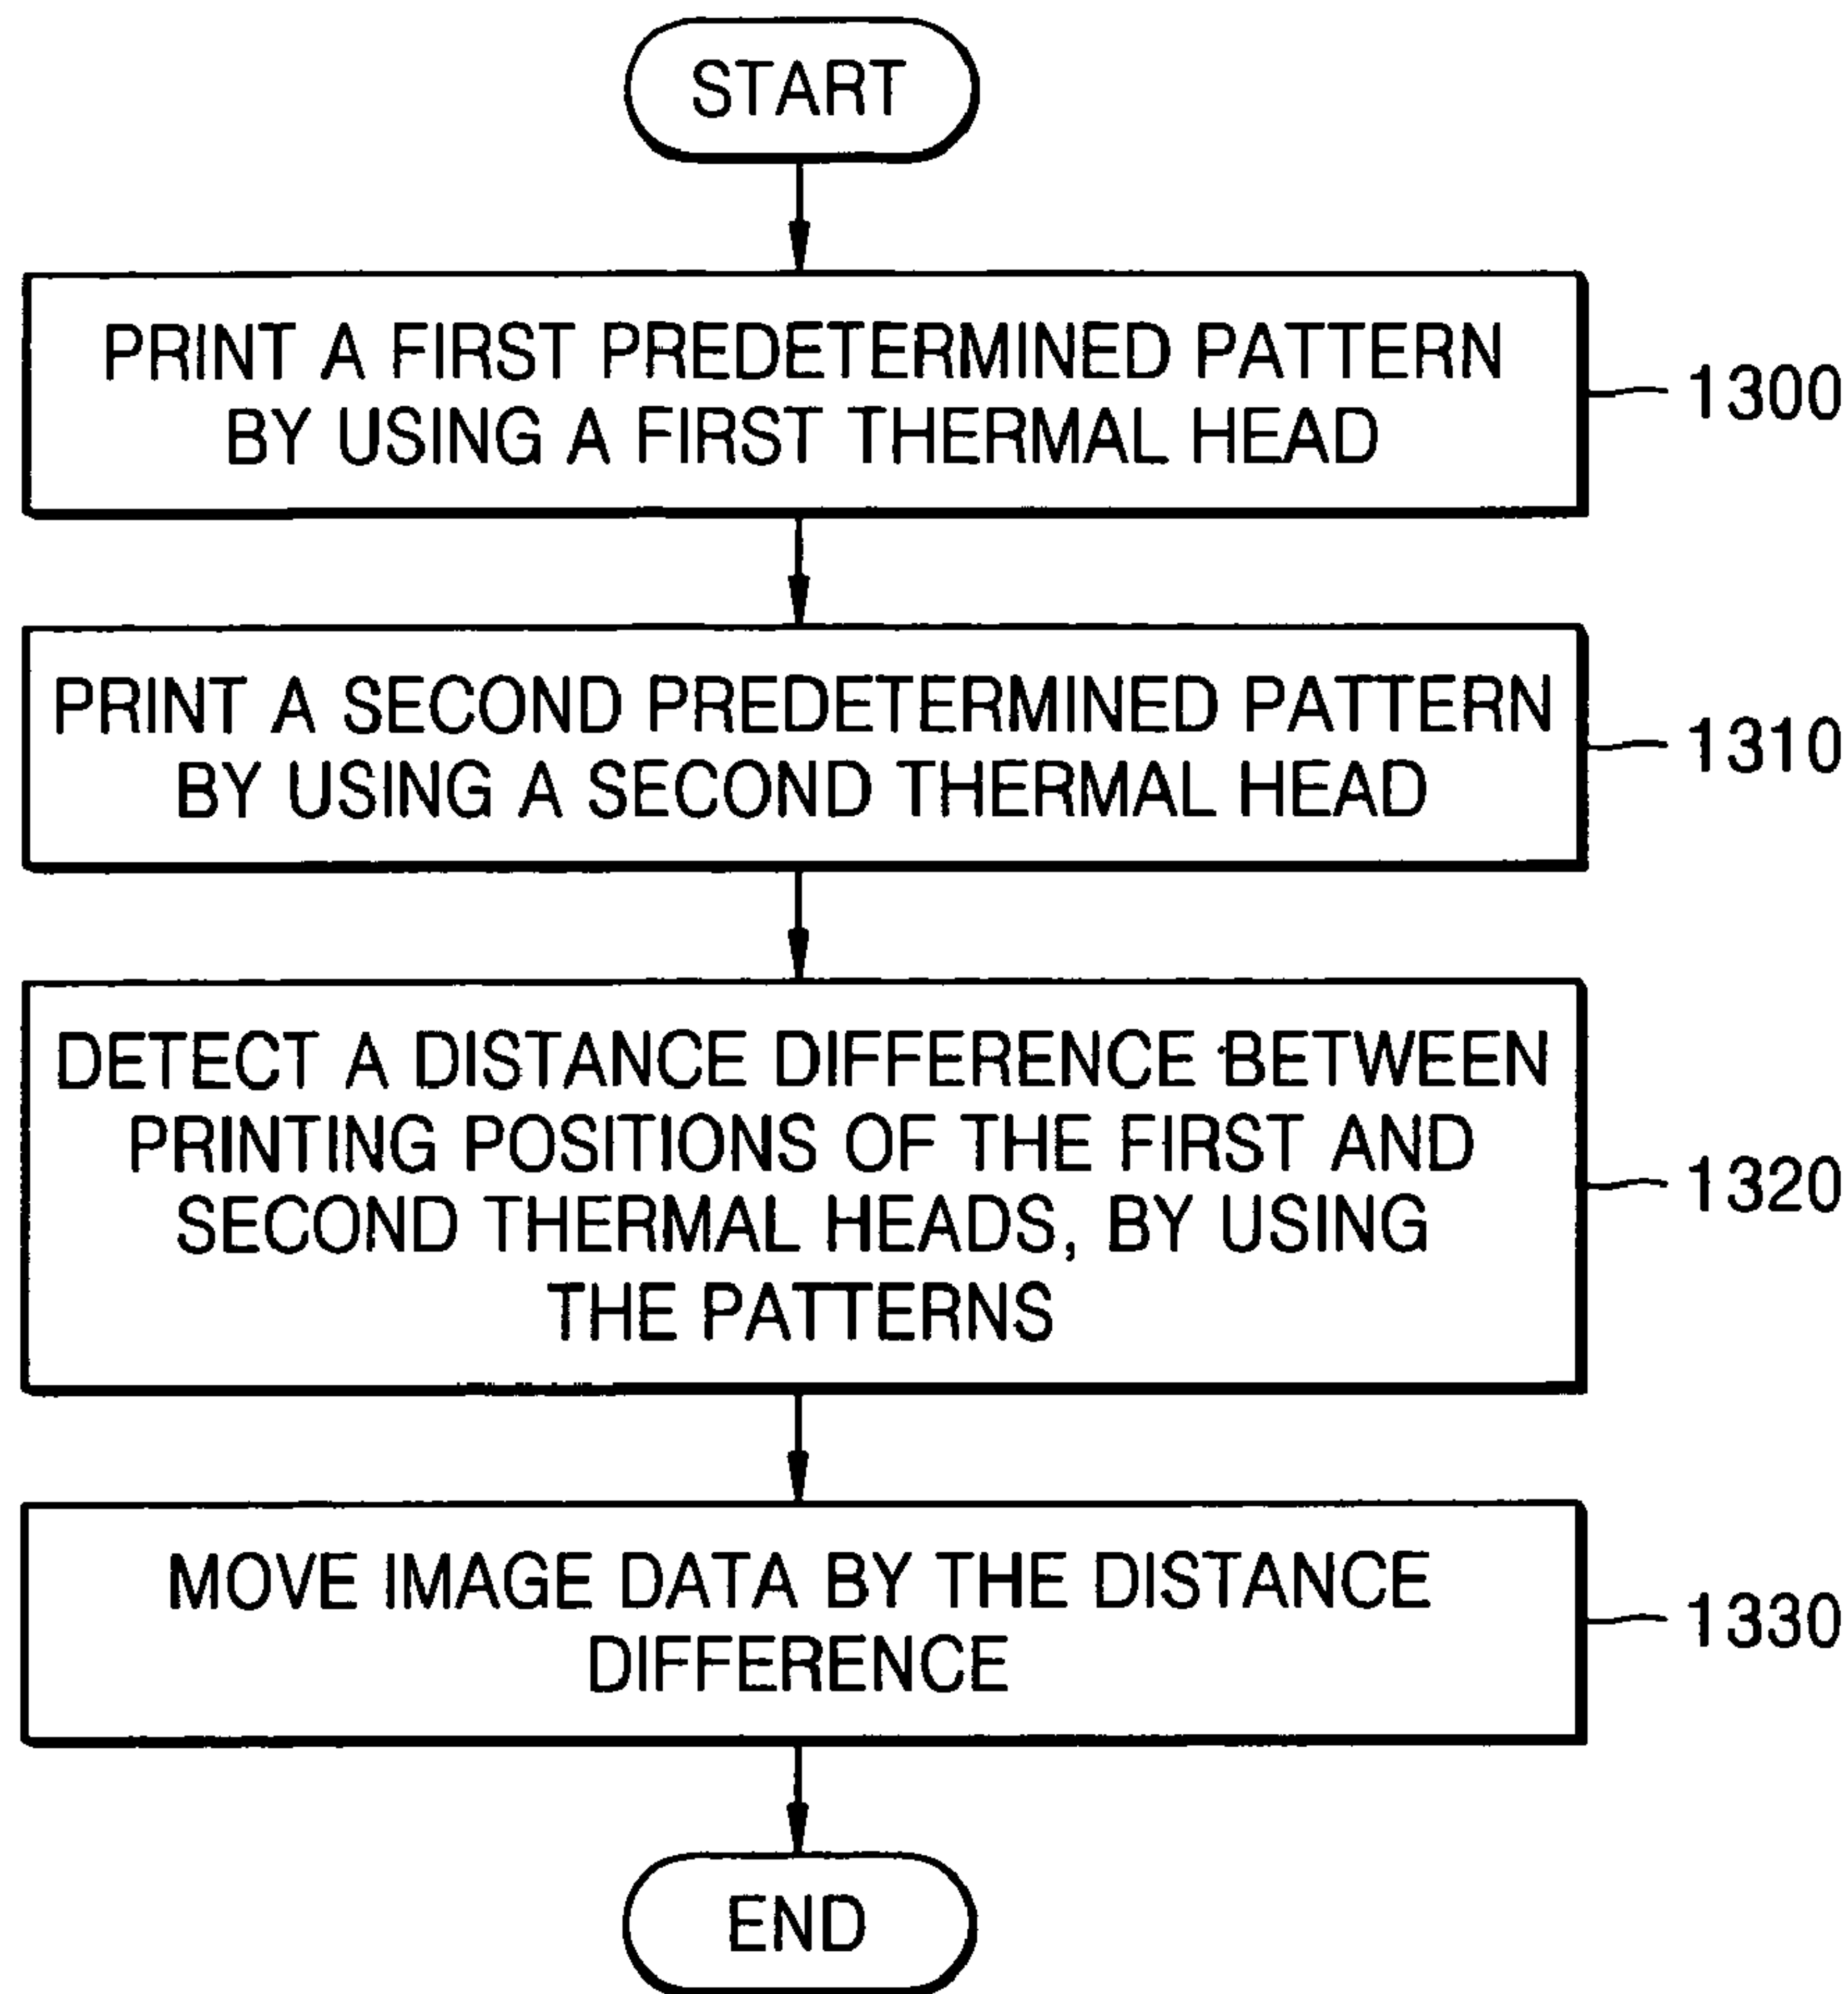 START
PRINT A FIRST PREDETERMINED PATTERN
BY USING A FIRST THERMAL HEAD
1300
PRINT A SECOND PREDETERMINED PATTERN
BY USING A SECOND THERMAL HEAD
1310
DETECT A DISTANCE DIFFERENCE BETWEEN
PRINTING POSITIONS OF THE FIRST AND
SECOND THERMAL HEADS, BY USING
THE PATTERNS
1320
MOVE IMAGE DATA BY THE DISTANCE
DIFFERENCE
1330
END